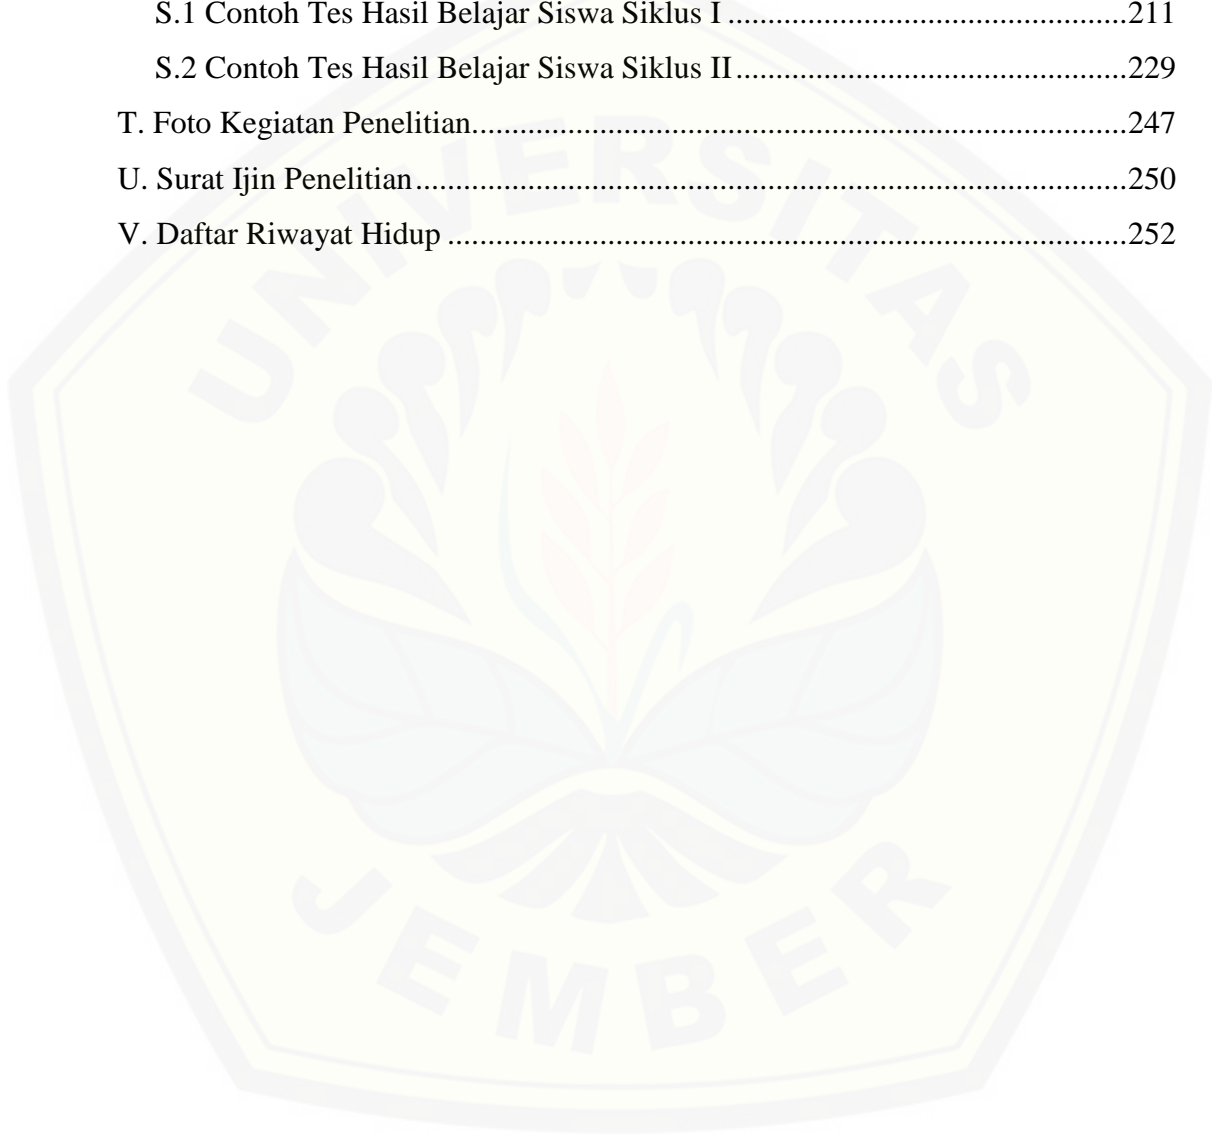 S.1 Contoh Tes Hasil Belajar Siswa Siklus I ..................................................211
S.2 Contoh Tes Hasil Belajar Siswa Siklus II..................................................229
T. Foto Kegiatan Penelitian...................................................................................247
U. Surat Ijin Penelitian..........................................................................................250
V. Daftar Riwayat Hidup ......................................................................................252
UNIVERSITAS
JEMBER